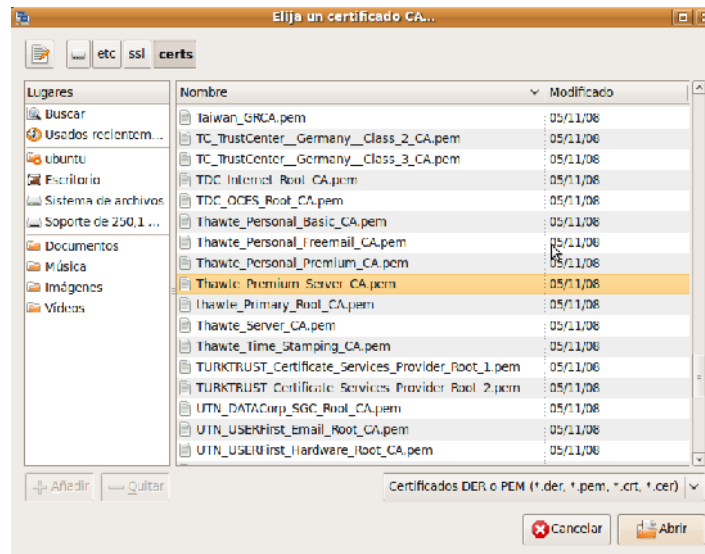 Elija un certificado CA...
etc ssl certs
Lugares
Buscar
Usados recientem...
ubuntu
Escritorio
Sistema de archivos
Soporte de 250,1 ...
Documentos
Música
Imágenes
Vídeos
Nombre Modificado
Taiwan_GRCA.pem 05/11/08
TC_TrustCenter__Germany__Class_2_CA.pem 05/11/08
TC_TrustCenter__Germany__Class_3_CA.pem 05/11/08
TDC_Internet_Root_CA.pem 05/11/08
TDC_OCES_Root_CA.pem 05/11/08
Thawte_Personal_Basic_CA.pem 05/11/08
Thawte_Personal_Freemail_CA.pem 05/11/08
Thawte_Personal_Premium_CA.pem 05/11/08
Thawte_Premium_Server_CA.pem 05/11/08
thawte_Primary_Root_CA.pem 05/11/08
Thawte_Server_CA.pem 05/11/08
Thawte_Time_Stamping_CA.pem 05/11/08
TURKTRUST_Certificate_Services_Provider_Root_1.pem 05/11/08
TURKTRUST_Certificate_Services_Provider_Root_2.pem 05/11/08
UTN_DATACorp_SGC_Root_CA.pem 05/11/08
UTN_USERFirst_Email_Root_CA.pem 05/11/08
UTN_USERFirst_Hardware_Root_CA.pem 05/11/08
Añadir Quitar
Certificados DER o PEM (*.der, *.pem, *.crt, *.cer)
Cancelar Abrir